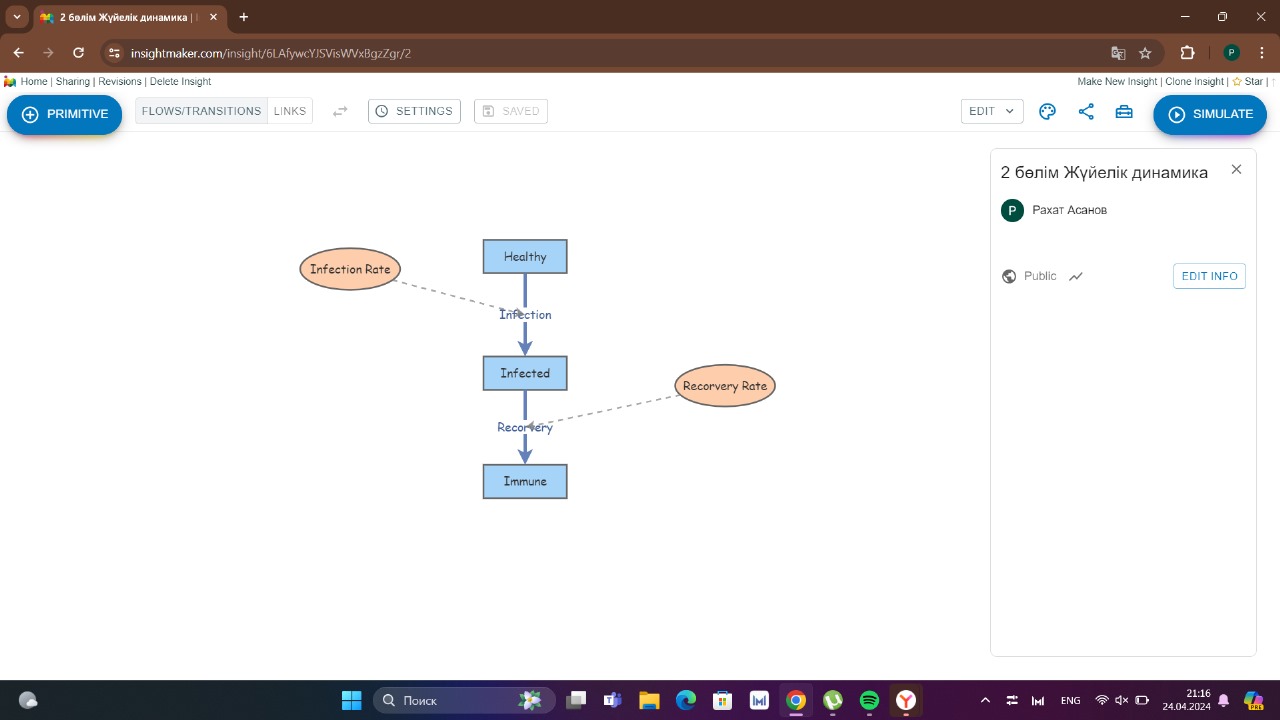 2 бөлім Жүйелік динамика |
insightmaker.com/insight/6LAfywcYJSVisWVxBgzZgr/2
P
Home | Sharing | Revisions | Delete Insight
Make New Insight | Clone Insight | Star |
PRIMITIVE
FLOWS/TRANSITIONS
LINKS
SETTINGS
SAVED
EDIT
SIMULATE
2 бөлім Жүйелік динамика
P
Рахат Асанов
Public
EDIT INFO
Healthy
Infection Rate
Infection
Infected
Recorvery Rate
Recorvery
Immune
Поиск
ENG
21:16
24.04.2024
PRE